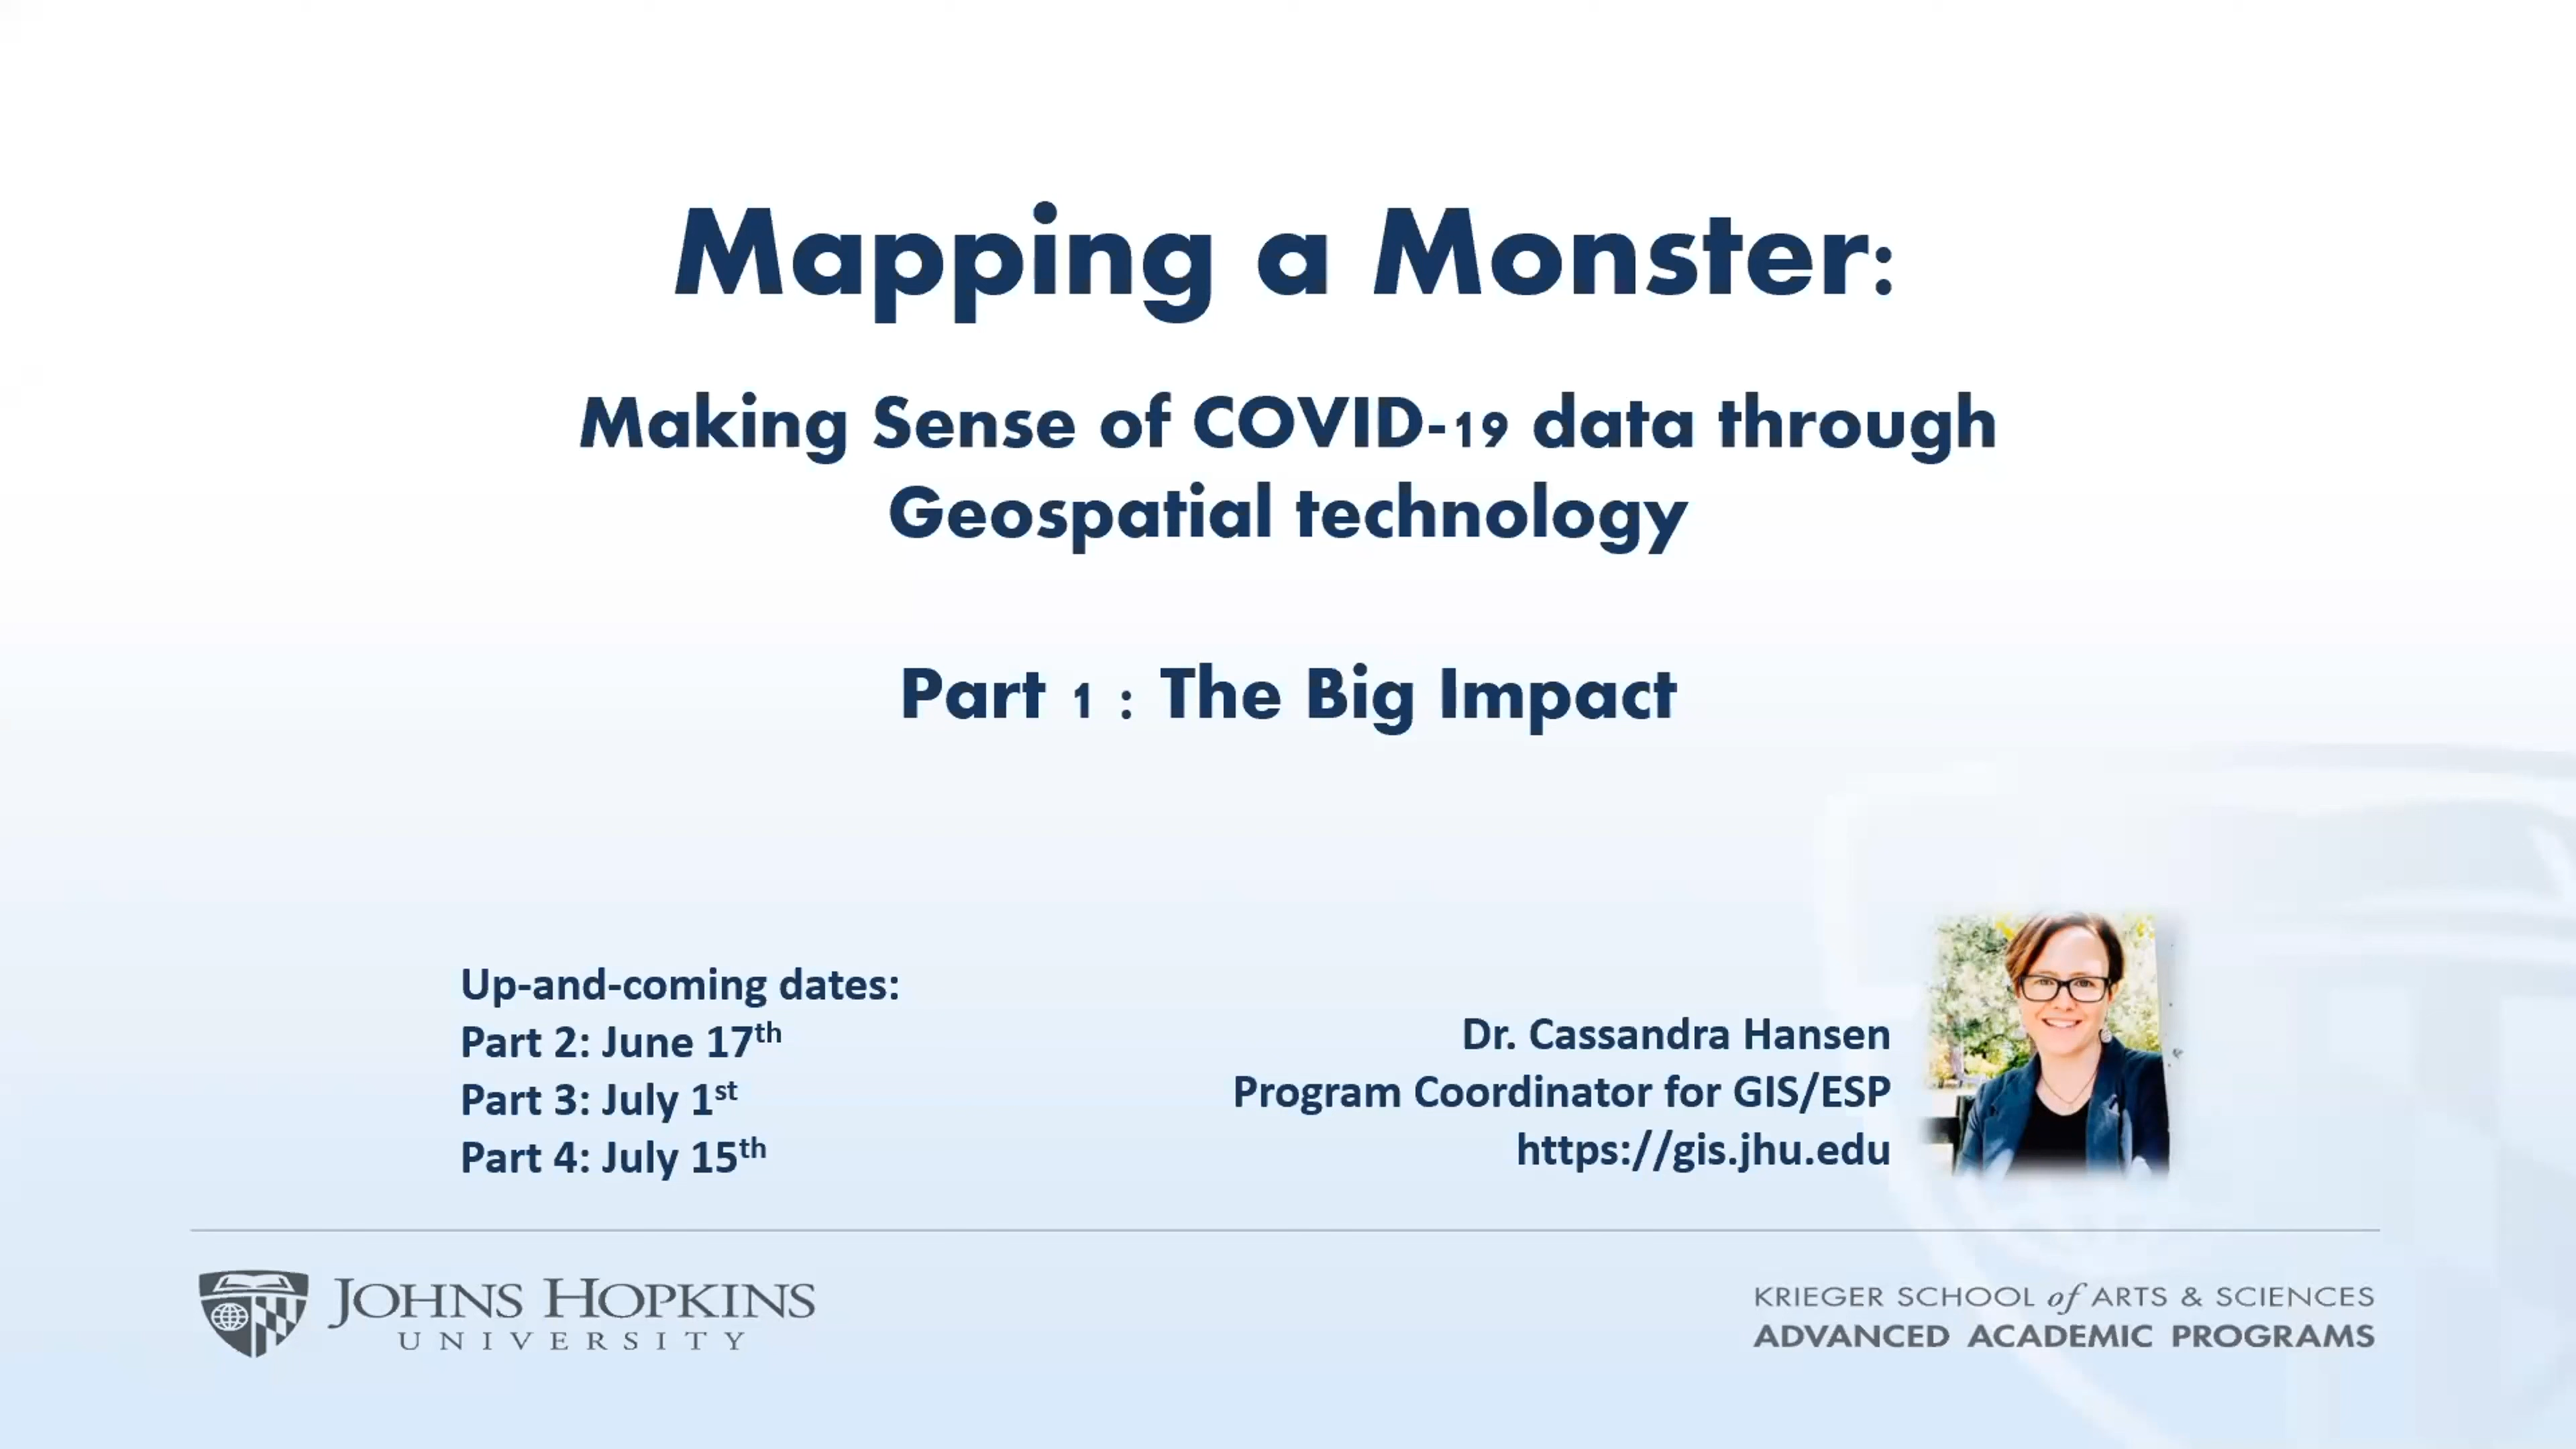 Mapping a Monster:
Making Sense of COVID-19 data through
Geospatial technology
Part 1 : The Big Impact
Up-and-coming dates:
Part 2: June 17th
Part 3: July 1st
Part 4: July 15th
Dr. Cassandra Hansen
Program Coordinator for GIS/ESP
https://gis.jhu.edu
JOHNS HOPKINS
UNIVERSITY
KRIEGER SCHOOL of ARTS & SCIENCES
ADVANCED ACADEMIC PROGRAMS